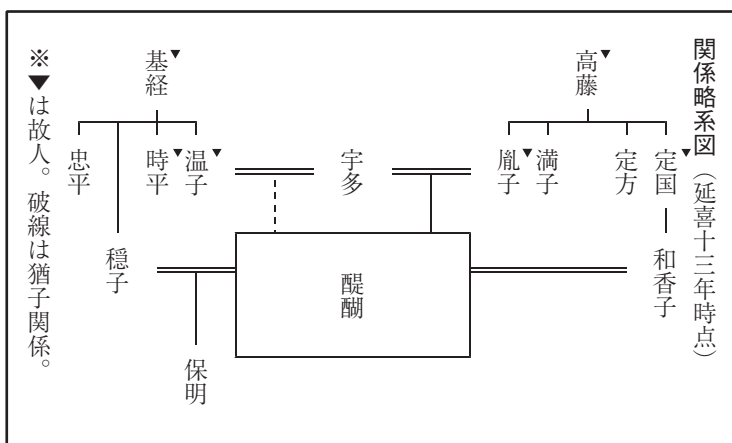 関係略系図（延喜十三年時点）
高藤▼
定国▼
定方
満子
胤子▼
和香子
宇多
醍醐
基経▼
温子▼
時平▼
穏子
忠平
保明
※▼は故人。破線は猶子関係。